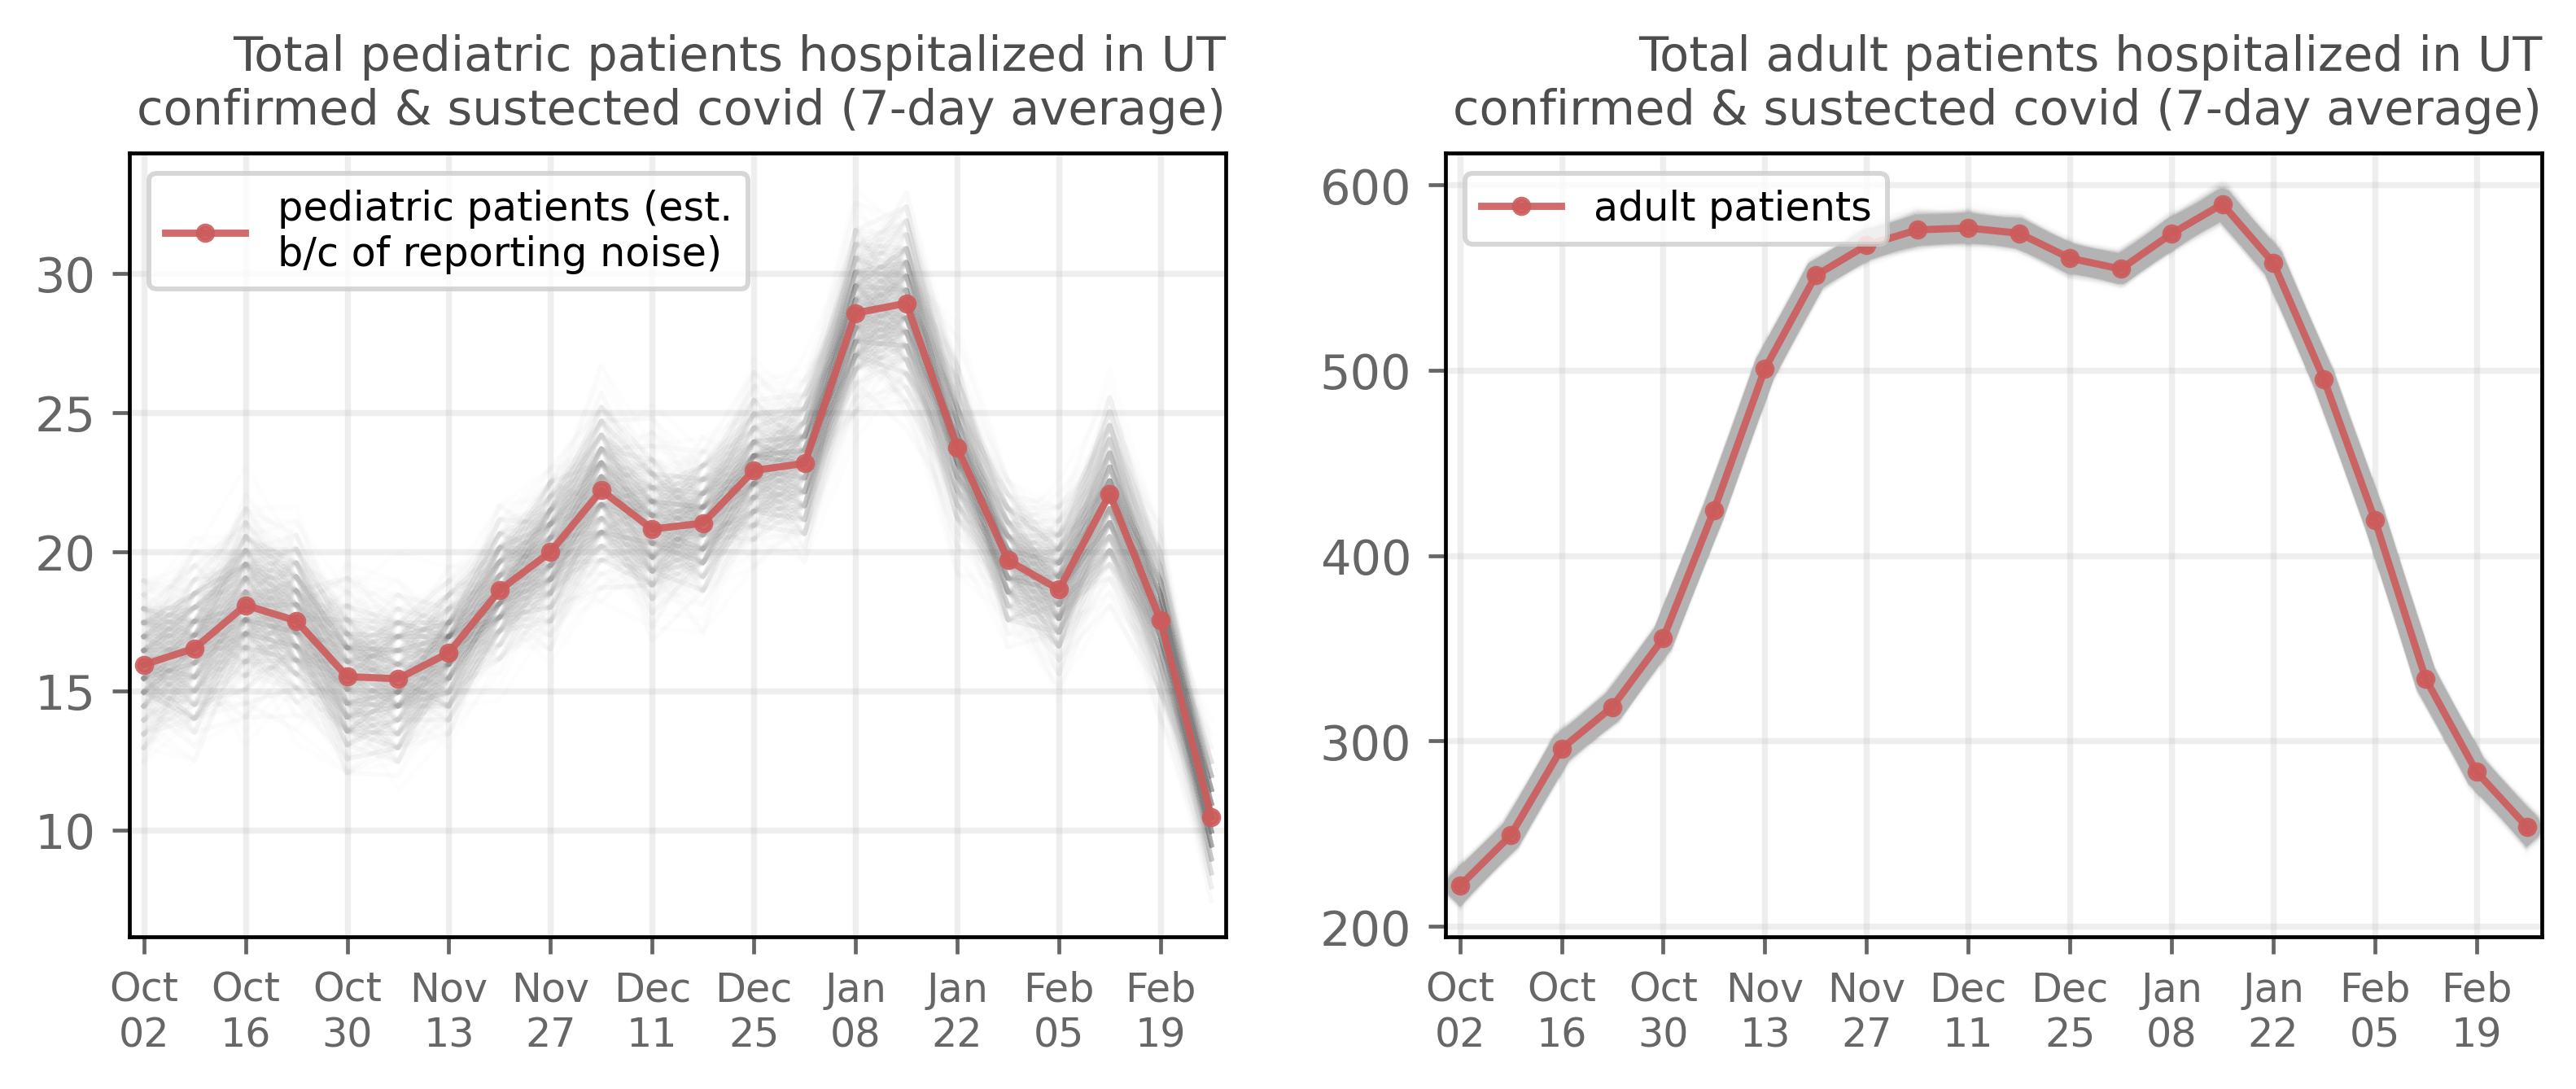 Total pediatric patients hospitalized in UT
confirmed & sustected covid (7-day average)
pediatric patients (est.
b/c of reporting noise)
30
25
20
15
10
Oct Oct Oct Nov Nov Dec Dec Jan Jan Feb Feb
02 16 30 13 27 11 25 08 22 05 19
Total adult patients hospitalized in UT
confirmed & sustected covid (7-day average)
adult patients
600
500
400
300
200
Oct Oct Oct Nov Nov Dec Dec Jan Jan Feb Feb
02 16 30 13 27 11 25 08 22 05 19